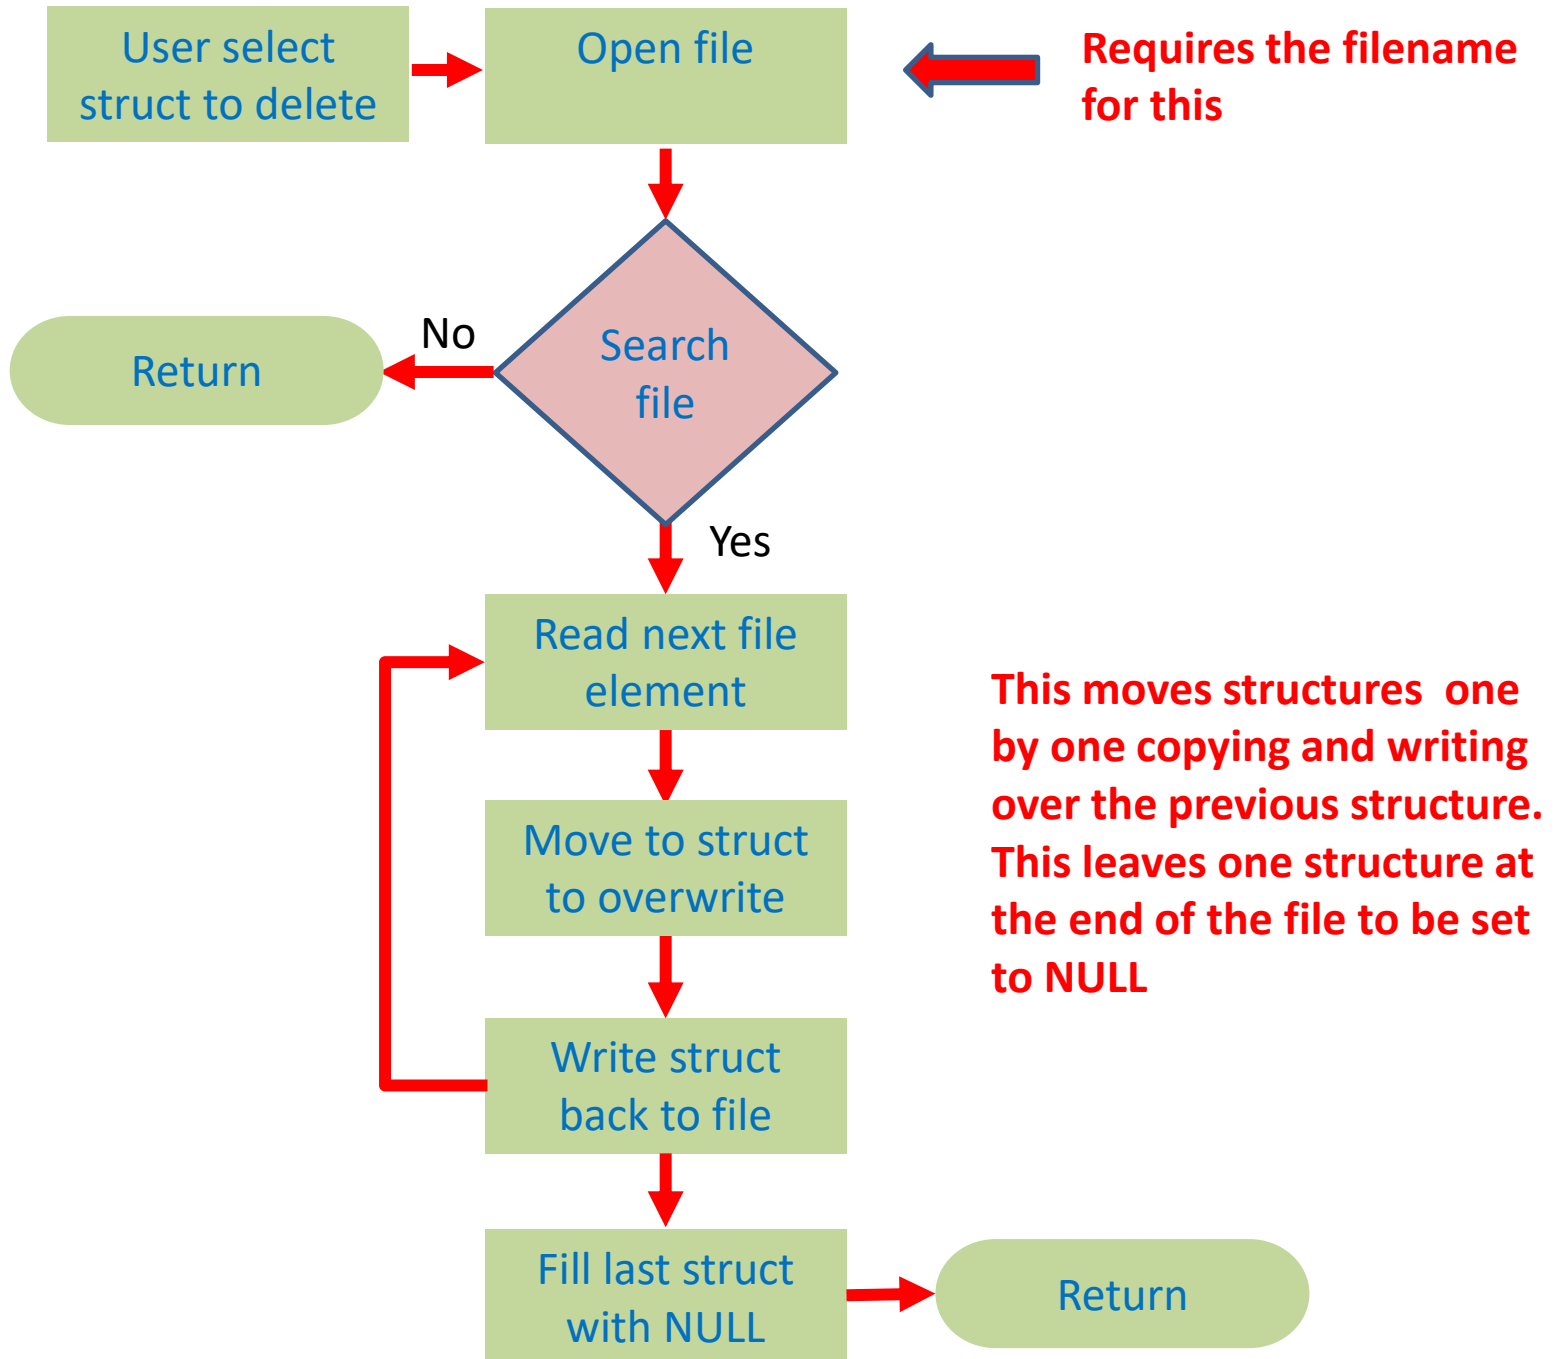 User select
struct to delete
Open file
Requires the filename
for this
No
Search
file
Return
Yes
Read next file
element
This moves structures  one
by one copying and writing
over the previous structure.
This leaves one structure at
the end of the file to be set
to NULL
Move to struct
to overwrite
Write struct
back to file
Fill last struct
with NULL
Return